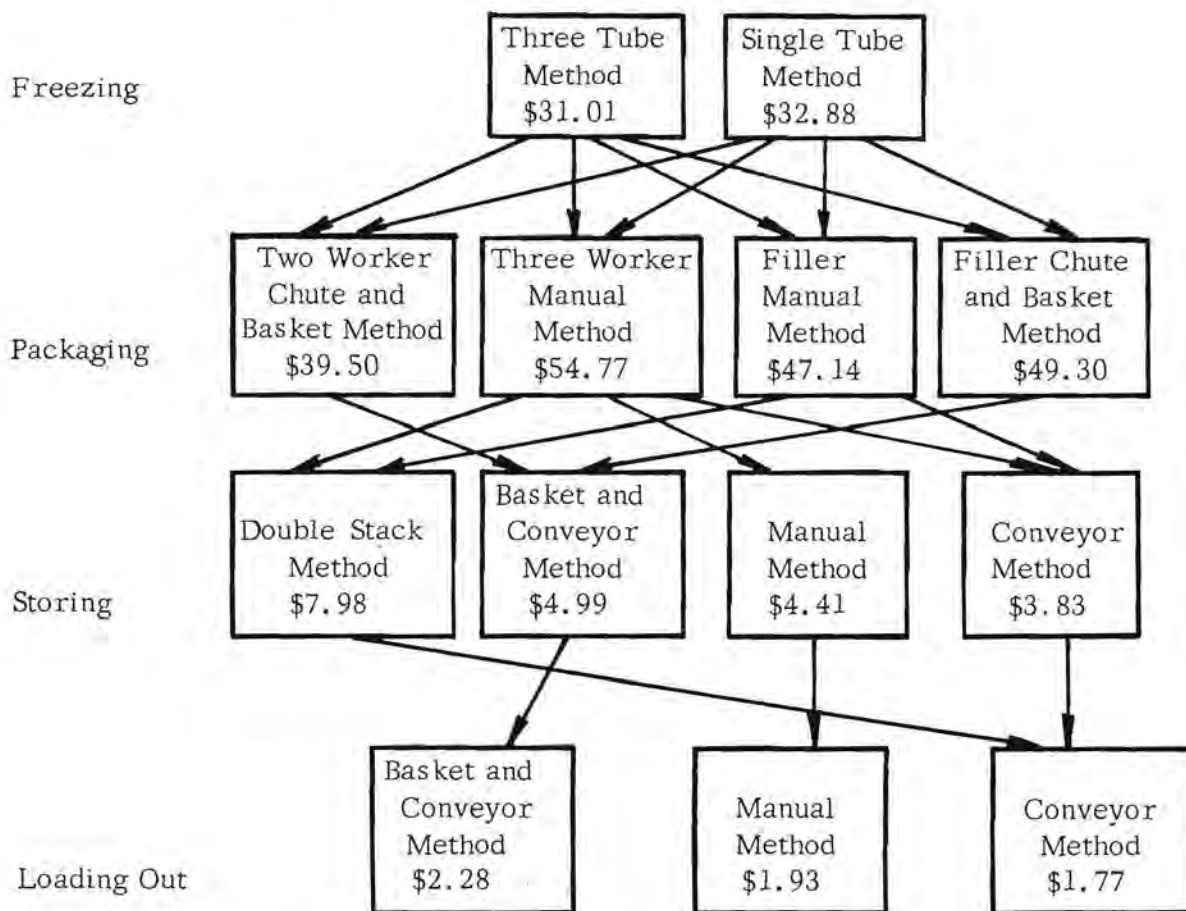 Freezing
Three Tube
Method
$31.01
Single Tube
Method
$32.88
Packaging
Two Worker
Chute and
Basket Method
$39.50
Three Worker
Manual
Method
$54.77
Filler
Manual
Method
$47.14
Filler Chute
and Basket
Method
$49.30
Storing
Double Stack
Method
$7.98
Basket and
Conveyor
Method
$4.99
Manual
Method
$4.41
Conveyor
Method
$3.83
Loading Out
Basket and
Conveyor
Method
$2.28
Manual
Method
$1.93
Conveyor
Method
$1.77